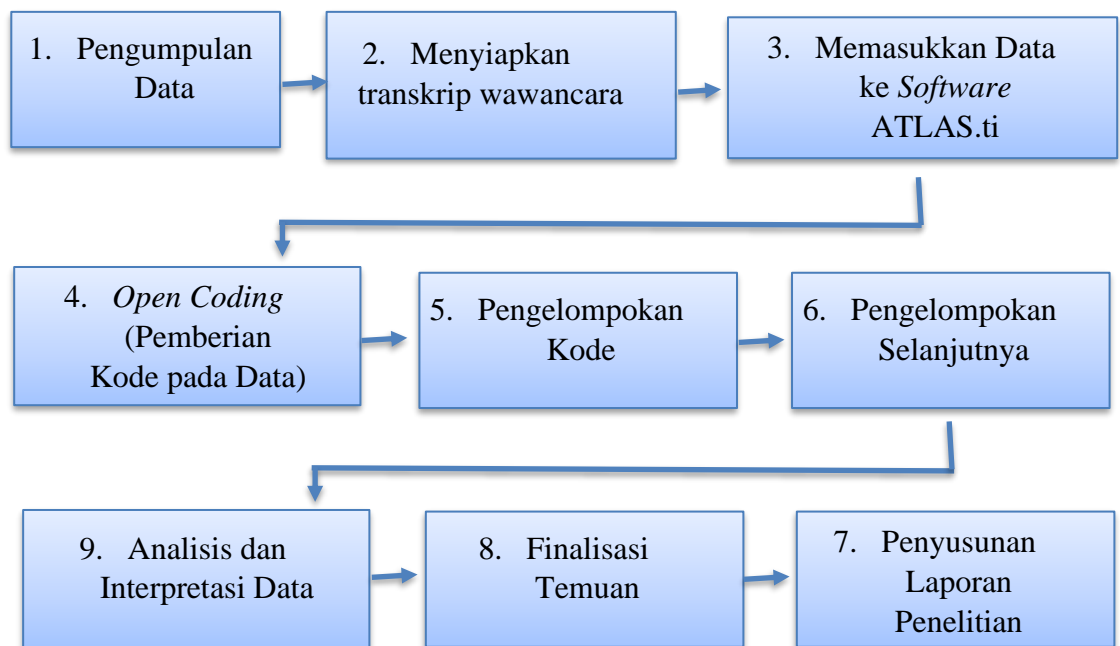 1. Pengumpulan
Data
2. Menyiapkan
transkrip wawancara
3. Memasukkan Data
ke Software
ATLAS.ti
4. Open Coding
(Pemberian
Kode pada Data)
5. Pengelompokan
Kode
6. Pengelompokan
Selanjutnya
9. Analisis dan
Interpretasi Data
8. Finalisasi
Temuan
7. Penyusunan
Laporan
Penelitian